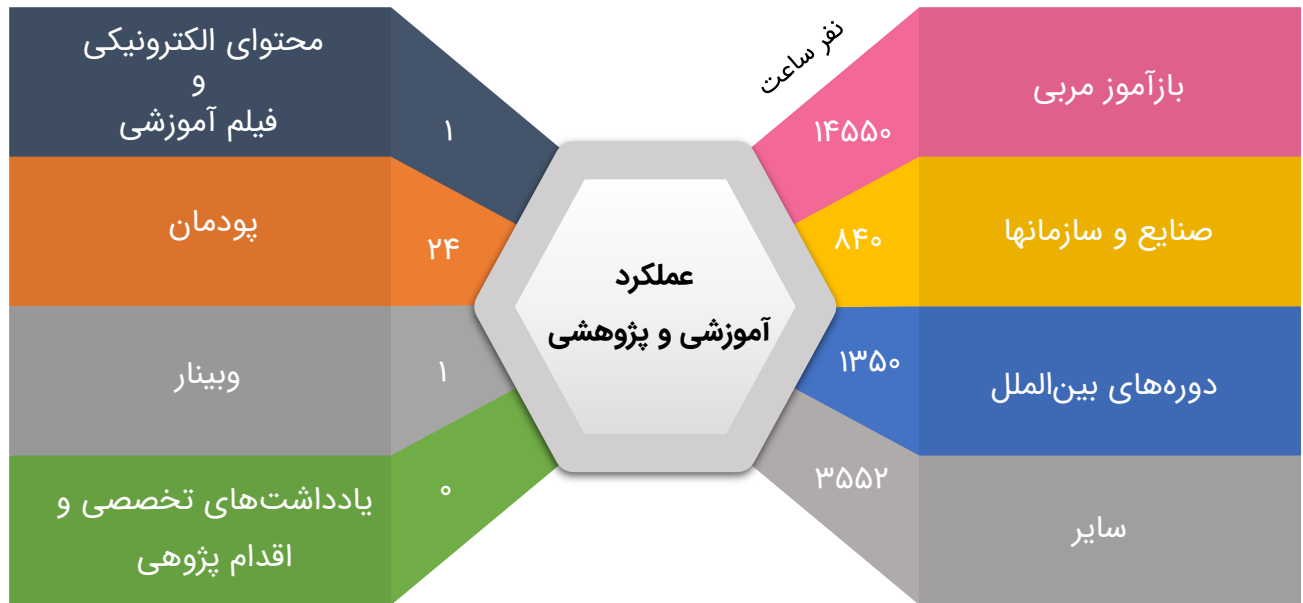 عملکرد
آموزشی و پژوهشی
نفر ساعت
بازآموز مربی
۱۴۵۵۰
صنایع و سازمانها
۸۴۰
دوره‌های بین‌الملل
۱۳۵۰
سایر
۳۵۵۲
محتوای الکترونیکی
و
فیلم آموزشی
۱
پودمان
۲۴
وبینار
۱
یادداشت‌های تخصصی و
اقدام پژوهی
۰